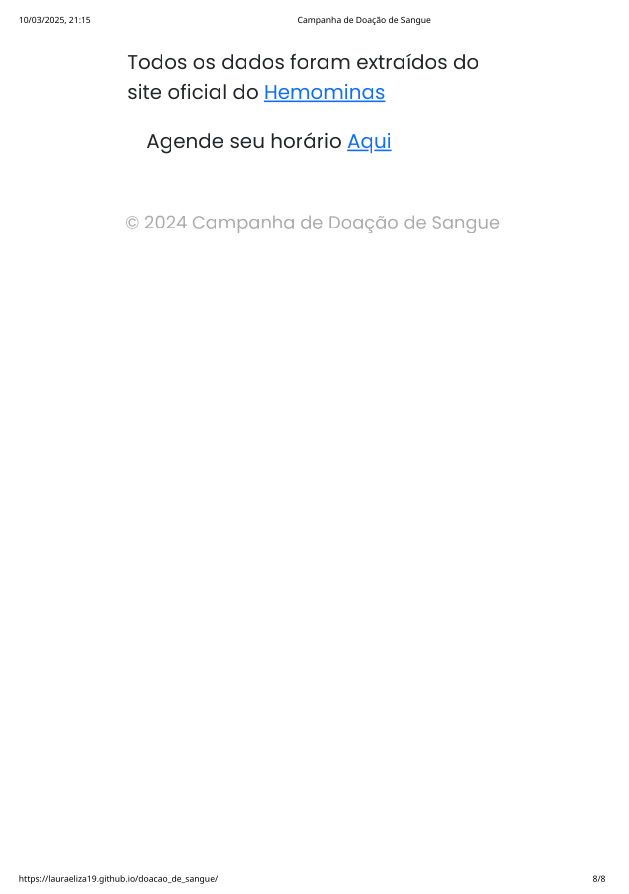 10/03/2025, 21:15
Campanha de Doação de Sangue
Todos os dados foram extraídos do
site oficial do Hemominas
Agende seu horário Aqui
© 2024 Campanha de Doação de Sangue
https://lauraeliza19.github.io/doacao_de_sangue/
8/8